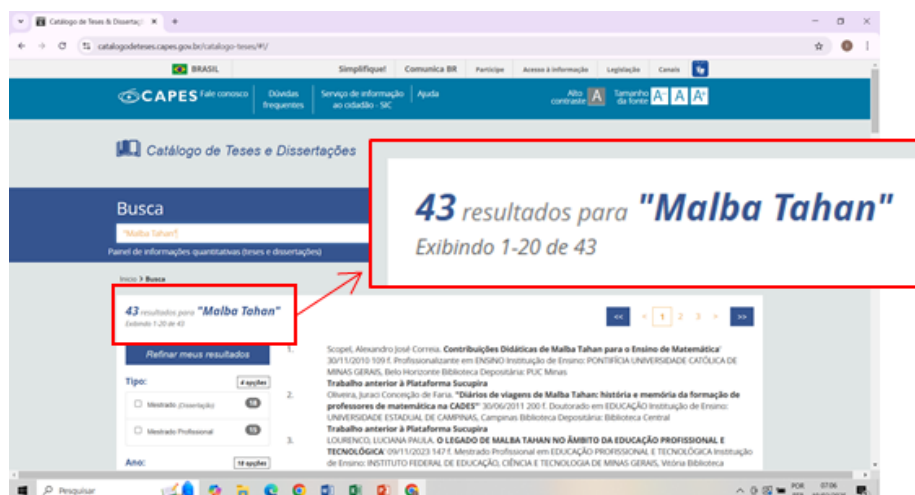 Catálogo de Teses & Dissertaçõ
catalogodeteses.capes.gov.br/catalogo-teses/#!/
BRASIL Simplifique! Comunica BR Participe Acesso à informação Legislação Canais
CAPES Fale conosco Dúvidas frequentes Serviço de informação ao cidadão - SIC Ajuda Alto contraste A Tamanho da fonte A- A A+
Catálogo de Teses e Dissertações
Busca
"Malba Tahan"
Painel de informações quantitativas (teses e dissertações)
43 resultados para "Malba Tahan"
Exibindo 1-20 de 43
Início > Busca
43 resultados para "Malba Tahan"
Exibindo 1-20 de 43
<< < 1 2 3 > >>
Refinar meus resultados
Tipo: 4 opções
Mestrado (Dissertação) 18
Mestrado Profissional 15
Ano: 18 opções
1. Scopel, Alexandro José Correia. Contribuições Didáticas de Malba Tahan para o Ensino de Matemática'
30/11/2010 109 f. Profissionalizante em ENSINO Instituição de Ensino: PONTIFÍCIA UNIVERSIDADE CATÓLICA DE
MINAS GERAIS, Belo Horizonte Biblioteca Depositária: PUC Minas
Trabalho anterior à Plataforma Sucupira
2. Oliveira, Juraci Conceição de Faria. "Diários de viagens de Malba Tahan: história e memória da formação de
professores de matemática na CADES" 30/06/2011 200 f. Doutorado em EDUCAÇÃO Instituição de Ensino:
UNIVERSIDADE ESTADUAL DE CAMPINAS, Campinas Biblioteca Depositária: Biblioteca Central
Trabalho anterior à Plataforma Sucupira
3. LOURENCO, LUCIANA PAULA. O LEGADO DE MALBA TAHAN NO ÂMBITO DA EDUCAÇÃO PROFISSIONAL E
TECNOLÓGICA' 09/11/2023 147 f. Mestrado Profissional em EDUCAÇÃO PROFISSIONAL E TECNOLÓGICA Instituição
de Ensino: INSTITUTO FEDERAL DE EDUCAÇÃO, CIÊNCIA E TECNOLOGIA DE MINAS GERAIS, Vitória Biblioteca
Pesquisar POR 07:06